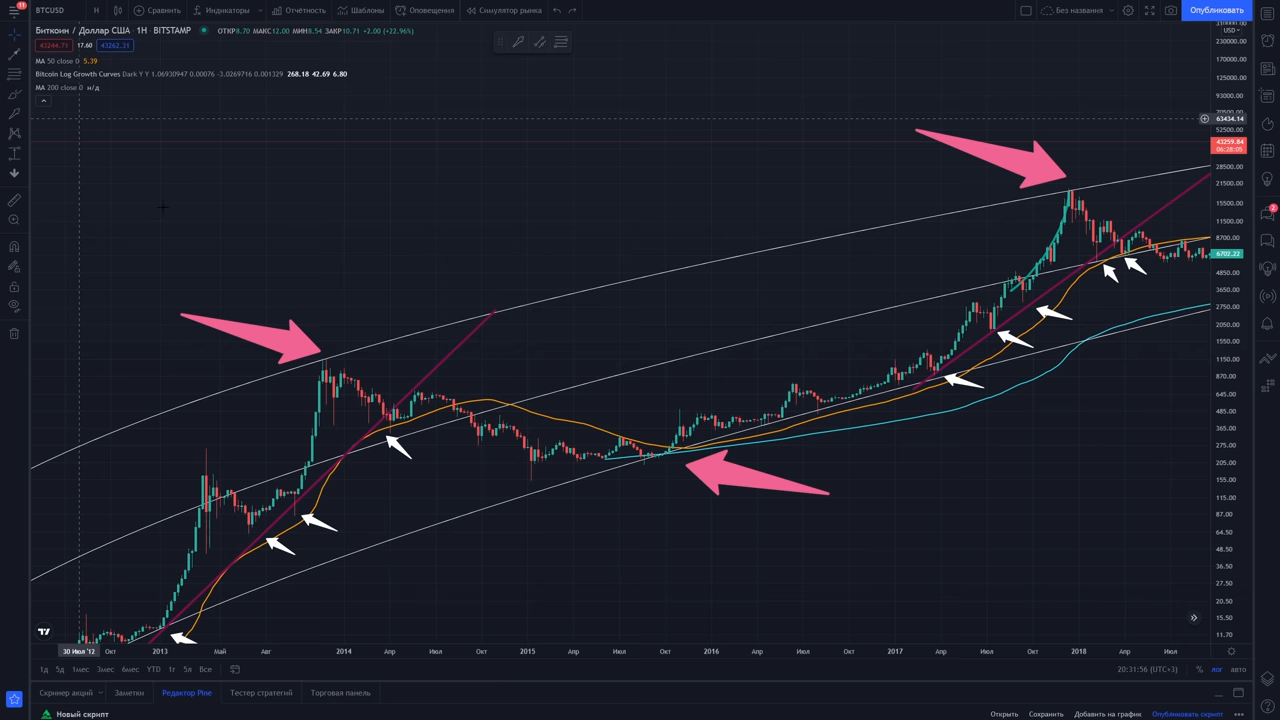 11
BTCUSD
Н
Сравнить
Индикаторы
Отчётность
Шаблоны
Оповещения
Симулятор рынка
Без названия
Опубликовать
Биткоин / Доллар США · 1Н · BITSTAMP
ОТКР8.70 МАКС12.00 МИН8.54 ЗАКР10.71 +2.00 (+22.96%)
43244.71 17.60 43262.31
MA 50 close 0 5.39
Bitcoin Log Growth Curves Dark Y Y 1.06930947 0.00076 -3.0269716 0.001329 268.18 42.69 6.80
MA 200 close 0 н/д
USD
230000.00
170000.00
125000.00
93000.00
63434.14
52500.00
43259.84
06:28:05
28500.00
21500.00
15500.00
11500.00
8700.00
6702.22
4850.00
3650.00
2750.00
2050.00
1550.00
1150.00
870.00
645.00
485.00
365.00
275.00
205.00
155.00
115.00
87.00
64.50
48.50
36.50
27.50
20.50
15.50
11.70
2
30 Июл '12 Окт 2013 Май Авг 2014 Апр Июл Окт 2015 Апр Июл Окт 2016 Апр Июл Окт 2017 Апр Июл Окт 2018 Апр Июл
1д 5д 1мес 3мес 6мес YTD 1г 5л Все
20:31:56 (UTC+3) % лог авто
Скринер акций Заметки Редактор Pine Тестер стратегий Торговая панель
Новый скрипт
Открыть Сохранить Добавить на график Опубликовать скрипт